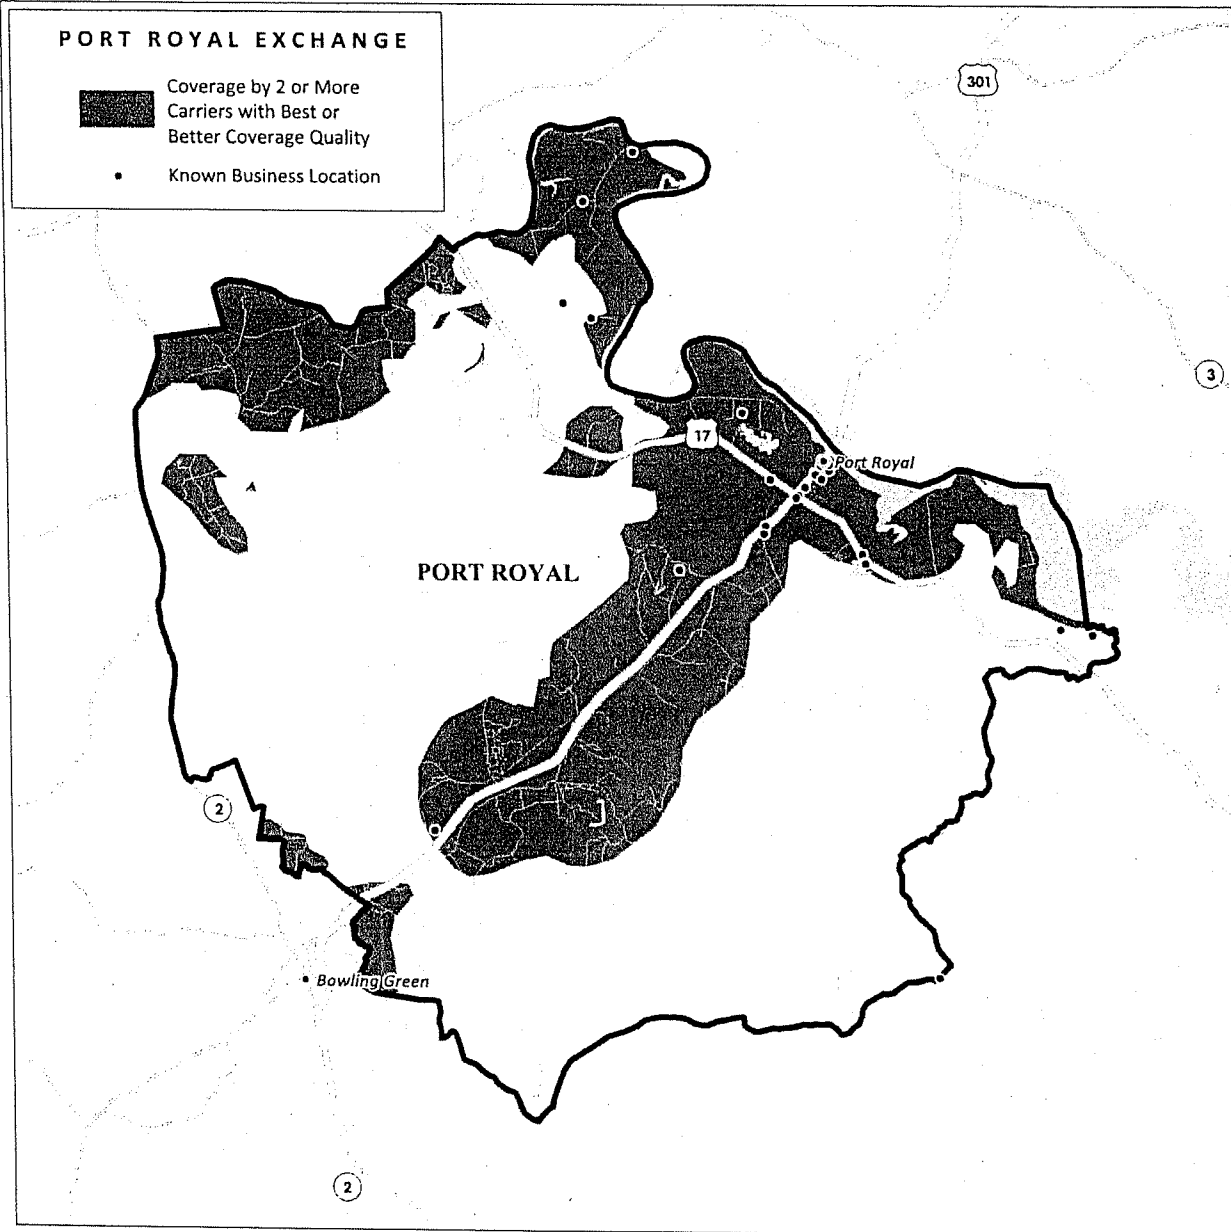 PORT ROYAL EXCHANGE
Coverage by 2 or More
Carriers with Best or
Better Coverage Quality
Known Business Location
301
3
17
Port Royal
PORT ROYAL
2
Bowling Green
2